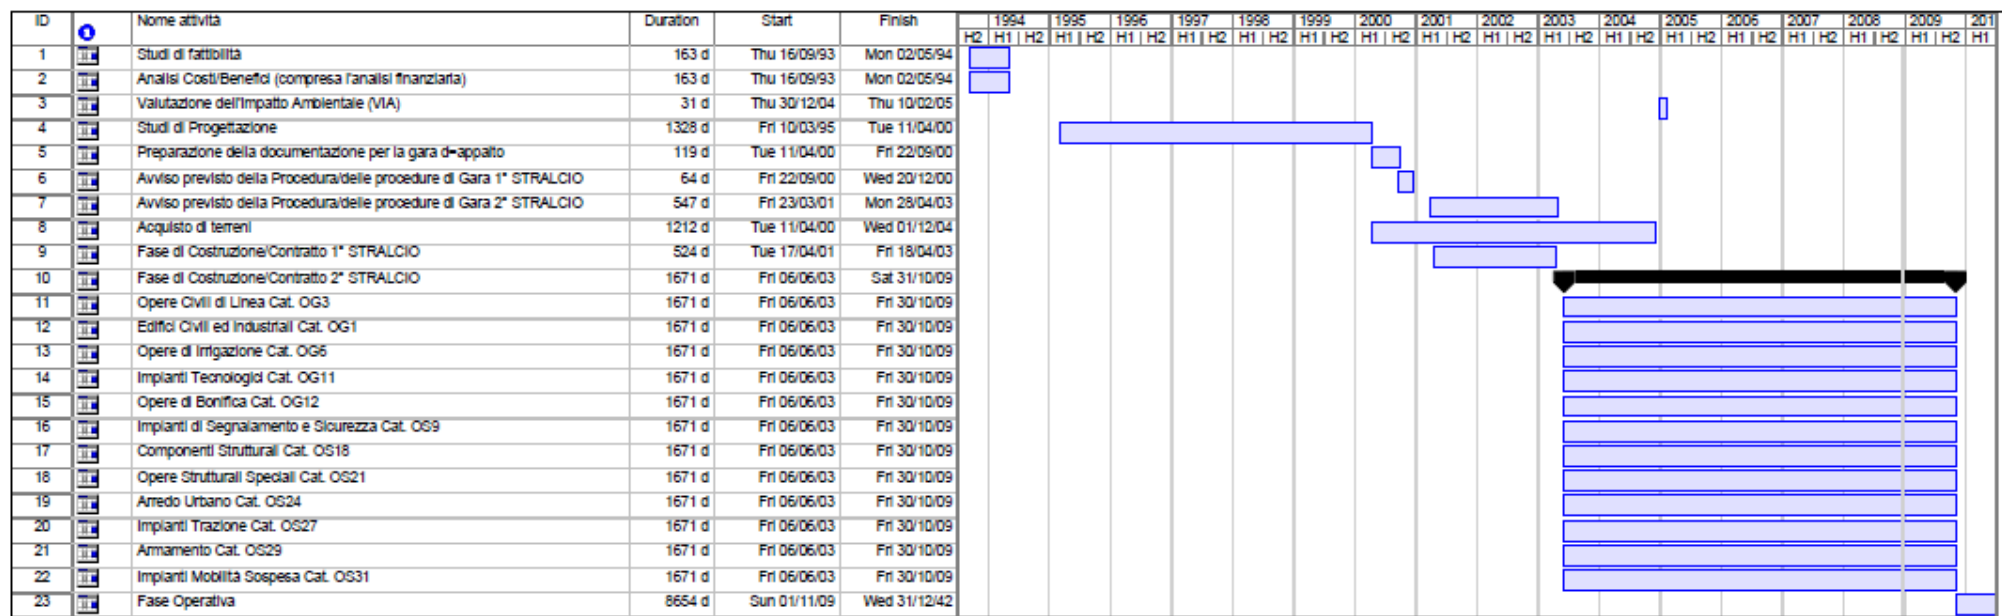 ID Nome attività Duration Start Finish 1994 1995 1996 1997 1998 1999 2000 2001 2002 2003 2004 2005 2006 2007 2008 2009 201
H2 H1 H2 H1 H2 H1 H2 H1 H2 H1 H2 H1 H2 H1 H2 H1 H2 H1 H2 H1 H2 H1 H2 H1 H2 H1 H2 H1 H2 H1 H2 H1 H2 H1
1 Studi di fattibilità 163 d Thu 16/09/93 Mon 02/05/94
2 Analisi Costi/Benefici (compresa l'analisi finanziaria) 163 d Thu 16/09/93 Mon 02/05/94
3 Valutazione dell'Impatto Ambientale (VIA) 31 d Thu 30/12/04 Thu 10/02/05
4 Studi di Progettazione 1328 d Fri 10/03/95 Tue 11/04/00
5 Preparazione della documentazione per la gara d=appalto 119 d Tue 11/04/00 Fri 22/09/00
6 Avviso previsto della Procedura/delle procedure di Gara 1° STRALCIO 64 d Fri 22/09/00 Wed 20/12/00
7 Avviso previsto della Procedura/delle procedure di Gara 2° STRALCIO 547 d Fri 23/03/01 Mon 28/04/03
8 Acquisto di terreni 1212 d Tue 11/04/00 Wed 01/12/04
9 Fase di Costruzione/Contratto 1° STRALCIO 524 d Tue 17/04/01 Fri 18/04/03
10 Fase di Costruzione/Contratto 2° STRALCIO 1671 d Fri 06/06/03 Sat 31/10/09
11 Opere Civili di Linea Cat. OG3 1671 d Fri 06/06/03 Fri 30/10/09
12 Edifici Civili ed Industriali Cat. OG1 1671 d Fri 06/06/03 Fri 30/10/09
13 Opere di Irrigazione Cat. OG6 1671 d Fri 06/06/03 Fri 30/10/09
14 Impianti Tecnologici Cat. OG11 1671 d Fri 06/06/03 Fri 30/10/09
15 Opere di Bonifica Cat. OG12 1671 d Fri 06/06/03 Fri 30/10/09
16 Impianti di Segnalamento e Sicurezza Cat. OS9 1671 d Fri 06/06/03 Fri 30/10/09
17 Componenti Strutturali Cat. OS18 1671 d Fri 06/06/03 Fri 30/10/09
18 Opere Strutturali Speciali Cat. OS21 1671 d Fri 06/06/03 Fri 30/10/09
19 Arredo Urbano Cat. OS24 1671 d Fri 06/06/03 Fri 30/10/09
20 Impianti Trazione Cat. OS27 1671 d Fri 06/06/03 Fri 30/10/09
21 Armamento Cat. OS29 1671 d Fri 06/06/03 Fri 30/10/09
22 Impianti Mobilità Sospesa Cat. OS31 1671 d Fri 06/06/03 Fri 30/10/09
23 Fase Operativa 8654 d Sun 01/11/09 Wed 31/12/42